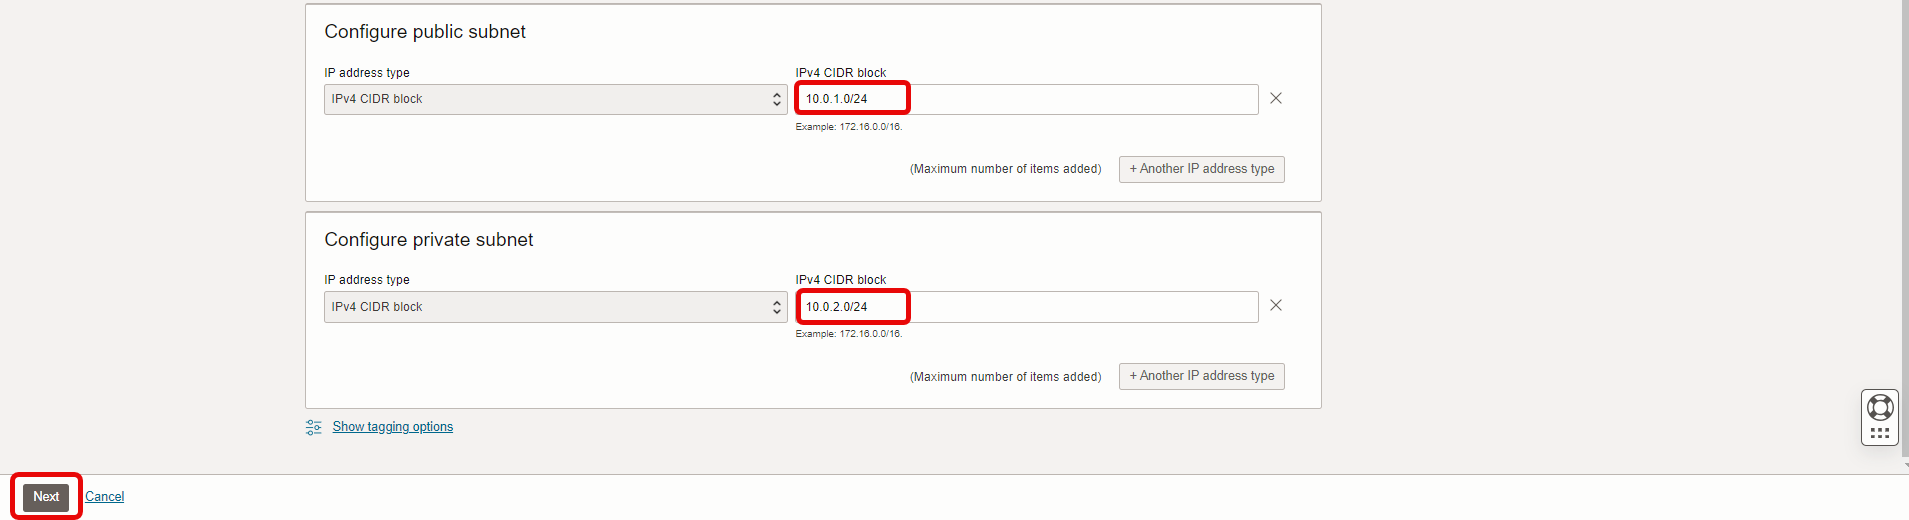 Configure public subnet
IP address type
IPv4 CIDR block
IPv4 CIDR block
10.0.1.0/24
Example: 172.16.0.0/16.
(Maximum number of items added)
+ Another IP address type
Configure private subnet
IP address type
IPv4 CIDR block
IPv4 CIDR block
10.0.2.0/24
Example: 172.16.0.0/16.
(Maximum number of items added)
+ Another IP address type
Show tagging options
Next
Cancel